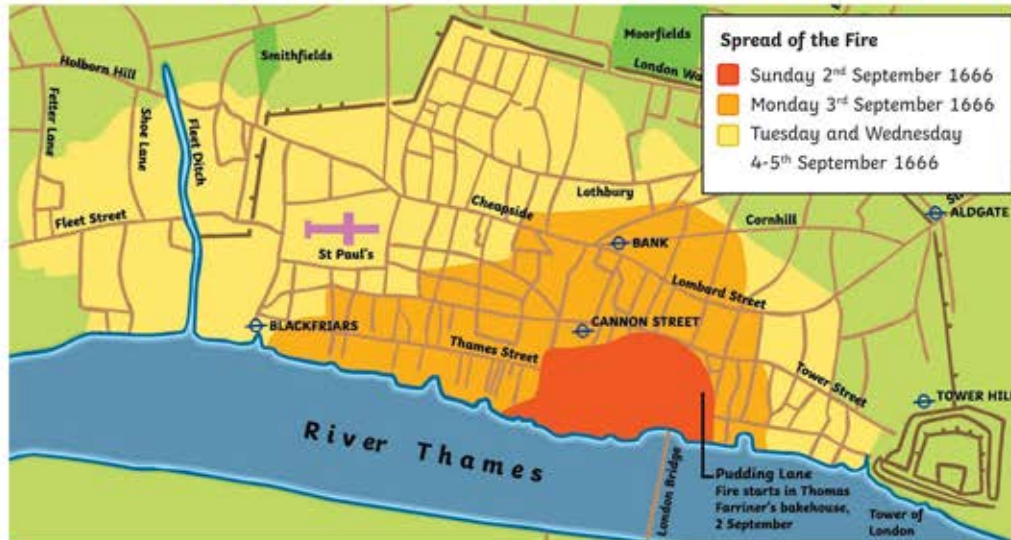 Spread of the Fire
Sunday 2nd September 1666
Monday 3rd September 1666
Tuesday and Wednesday
4-5th September 1666
Moorfields
Smithfields
Holborn Hill
London Wa
Fetter Lane
Shoe Lane
Fleet Ditch
Lothbury
Cheapside
Cornhill
ALDGATE
Fleet Street
BANK
St Paul's
Lombard Street
BLACKFRIARS
CANNON STREET
Thames Street
Tower Street
TOWER HILL
River Thames
London Bridge
Pudding Lane
Fire starts in Thomas
Farriner's bakehouse,
2 September
Tower of
London